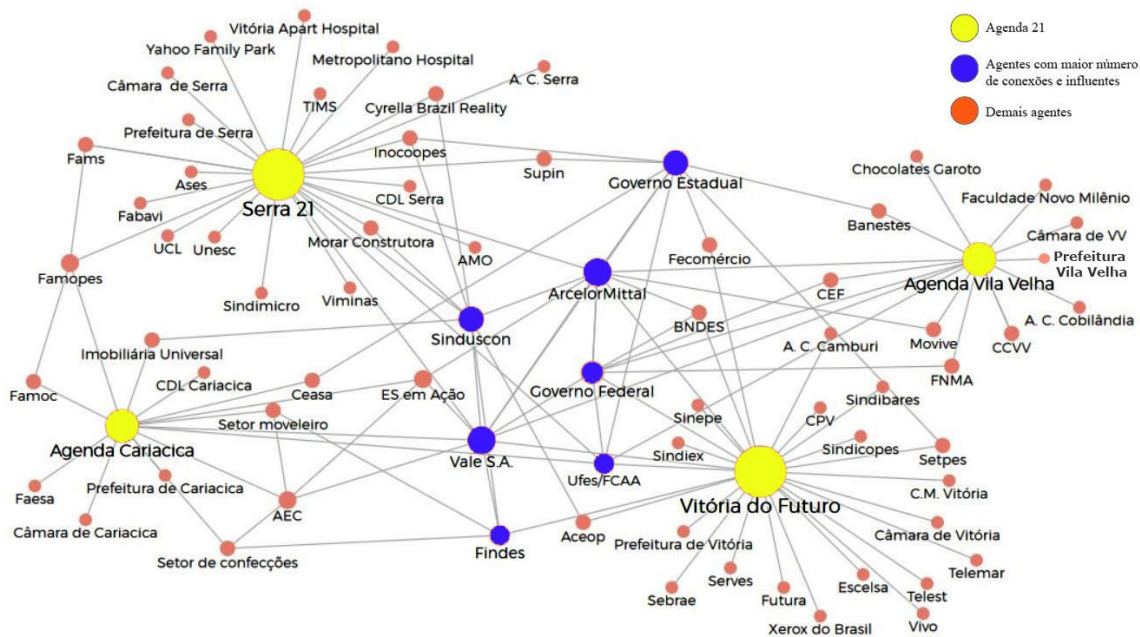 Vitória Apart Hospital
Yahoo Family Park
Metropolitano Hospital
Câmara de Serra
A. C. Serra
TIMS
Cyrella Brazil Reality
Prefeitura de Serra
Inocoopes
Fams
Supin
Ases
Serra 21
CDL Serra
Fabavi
UCL
Unesc
Morar Construtora
AMO
Famopes
Sindimicro
Viminas
Governo Estadual
Fecomércio
ArcelorMittal
Sinduscon
BNDES
Governo Federal
Agenda 21
Agentes com maior número
de conexões e influentes
Demais agentes
Chocolates Garoto
Faculdade Novo Milênio
Banestes
Câmara de VV
Prefeitura
Vila Velha
Agenda Vila Velha
CEF
A. C. Cobilândia
Movive
CCVV
A. C. Camburi
FNMA
Imobiliária Universal
CDL Cariacica
Famoc
Ceasa
ES em Ação
Setor moveleiro
Agenda Cariacica
Vale S.A.
Ufes/FCAA
Faesa
Prefeitura de Cariacica
AEC
Câmara de Cariacica
Setor de confecções
Findes
Aceop
Sinepe
CPV
Sindibares
Sindiex
Sindicopes
Setpes
Vitória do Futuro
C.M. Vitória
Prefeitura de Vitória
Câmara de Vitória
Serves
Escelsa
Telemar
Sebrae
Futura
Telest
Xerox do Brasil
Vivo